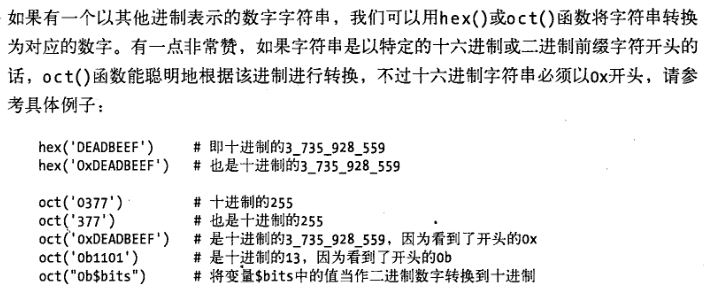 如果有一个以其他进制表示的数字字符串，我们可以用hex()或oct()函数将字符串转换
为对应的数字。有一点非常赞，如果字符串是以特定的十六进制或二进制前缀字符开头的
话，oct()函数能聪明地根据该进制进行转换，不过十六进制字符串必须以0x开头，请参
考具体例子：
hex('DEADBEEF') # 即十进制的3_735_928_559
hex('0xDEADBEEF') # 也是十进制的3_735_928_559
oct('0377') # 十进制的255
oct('377') # 也是十进制的255
oct('0xDEADBEEF') # 是十进制的3_735_928_559，因为看到了开头的0x
oct('0b1101') # 是十进制的13，因为看到了开头的0b
oct("0b$bits") # 将变量$bits中的值当作二进制数字转换到十进制